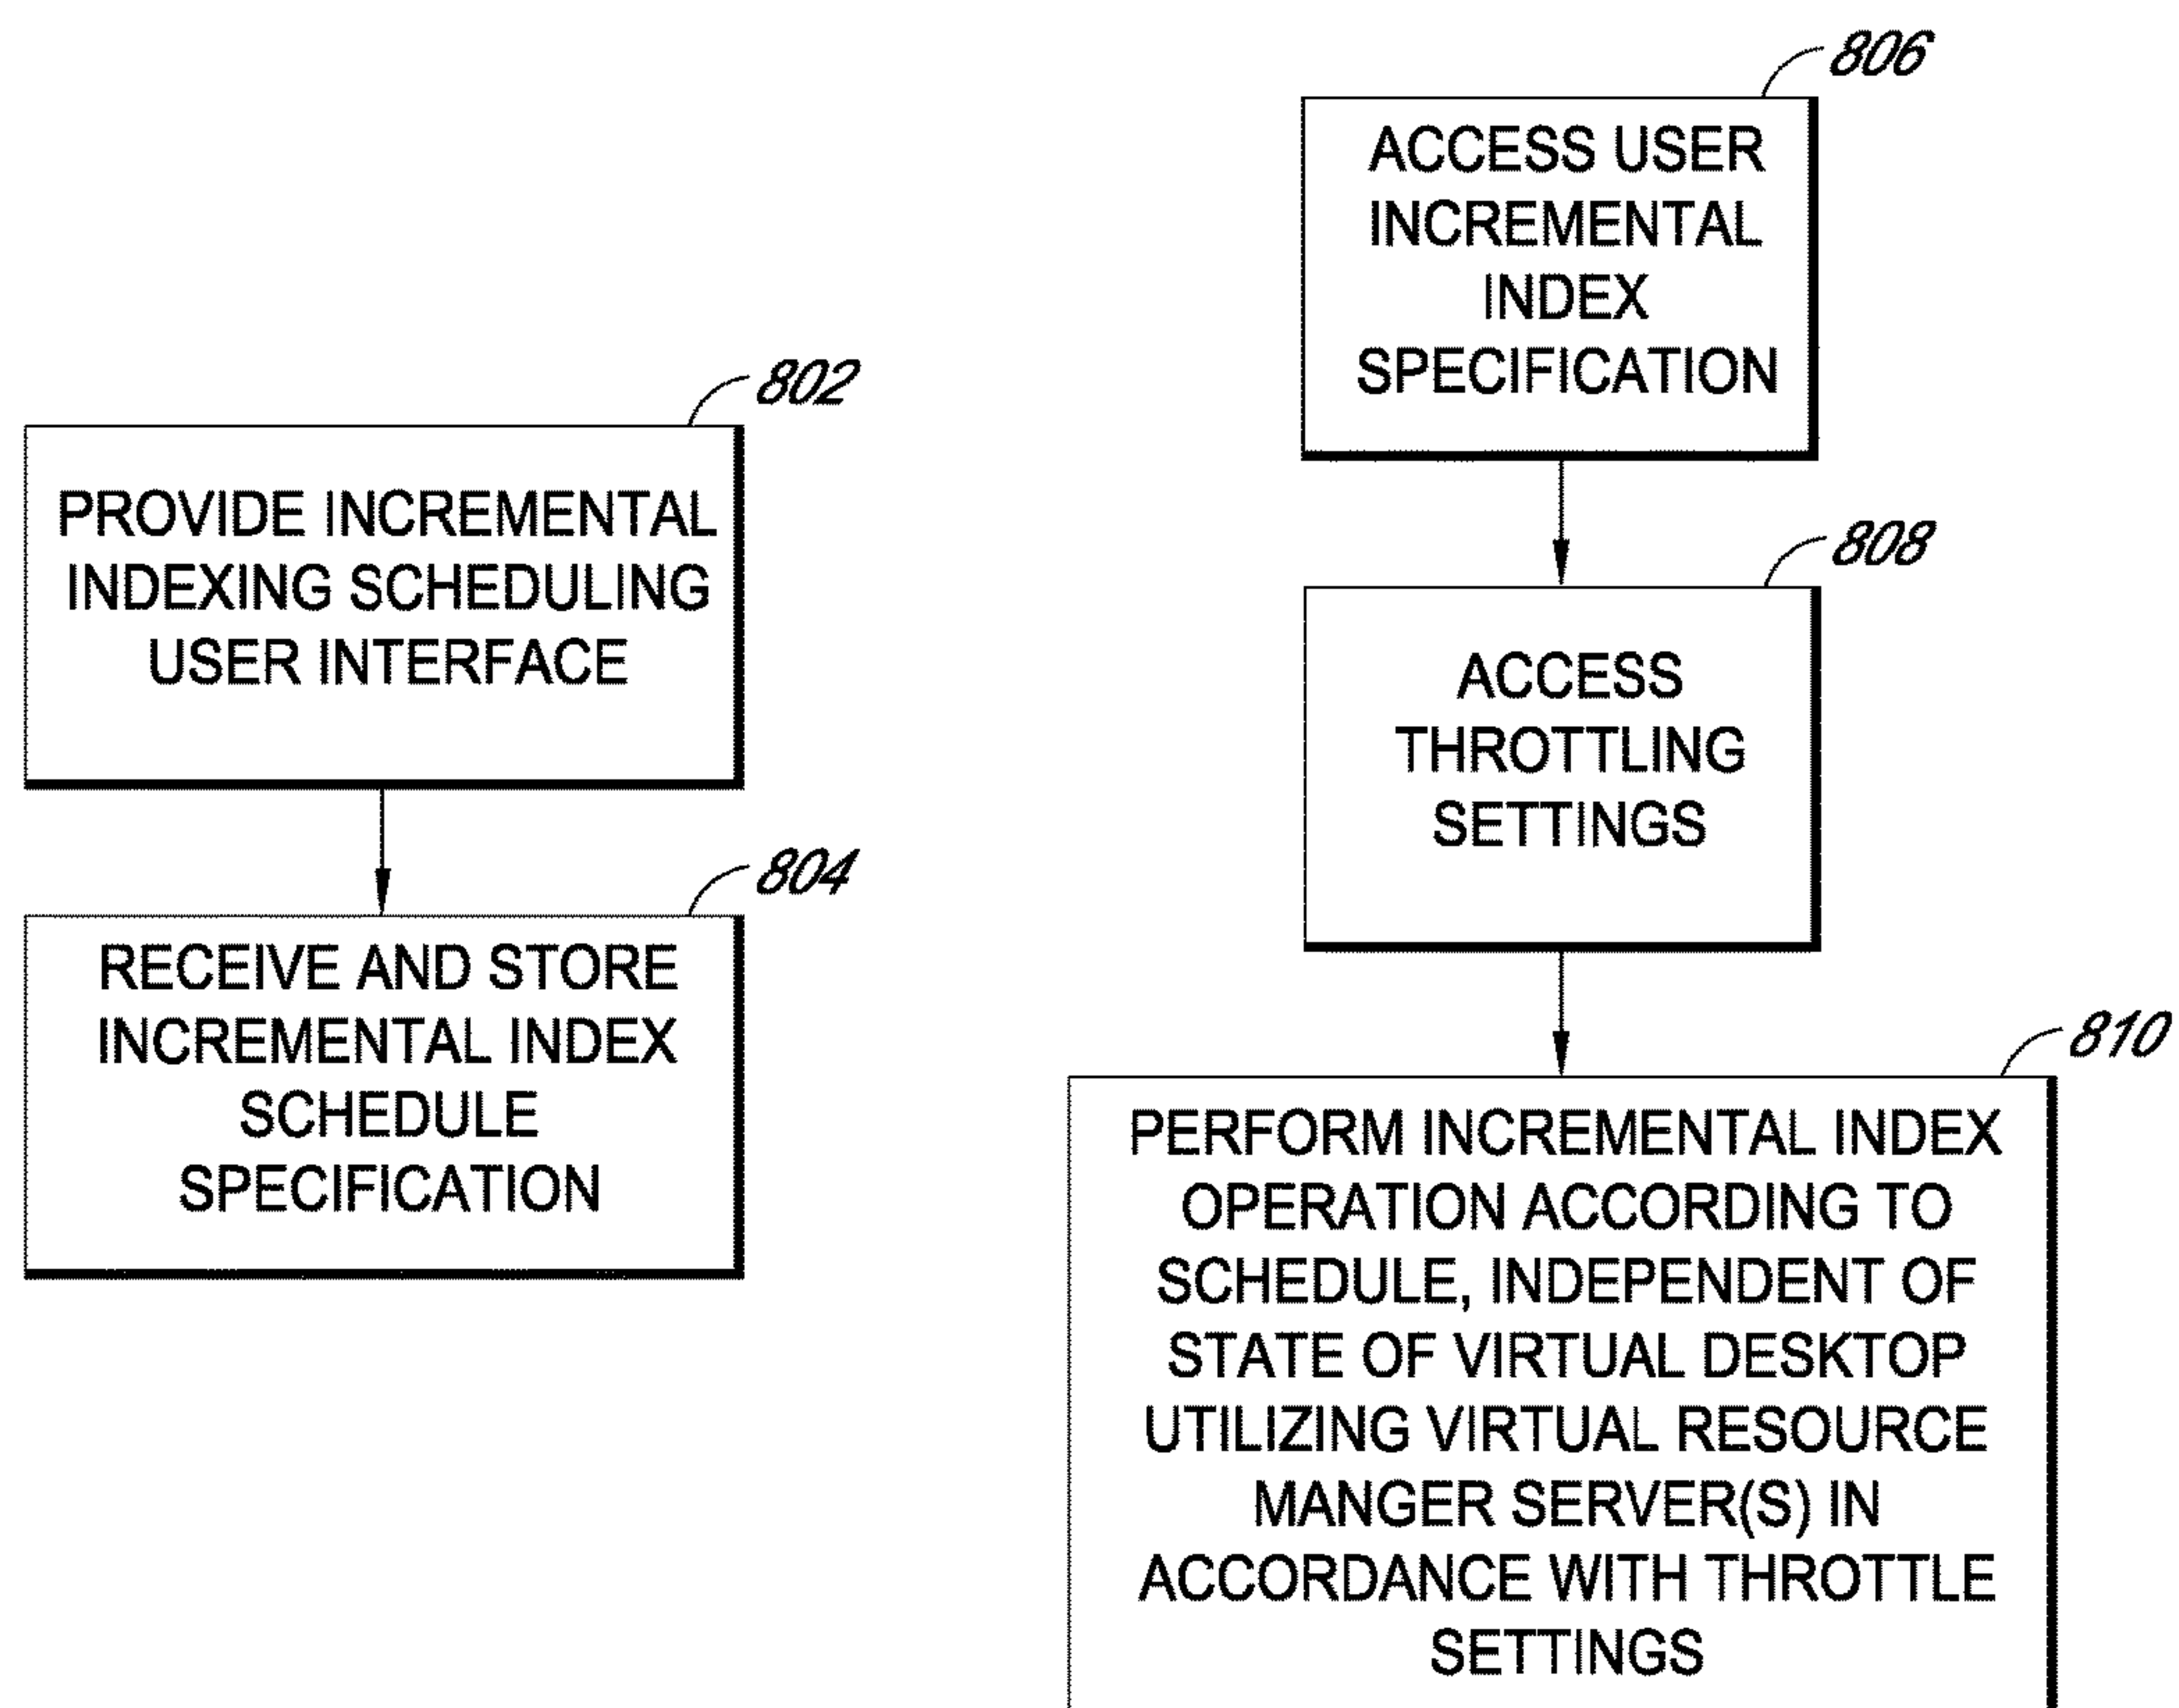 802
PROVIDE INCREMENTAL
INDEXING SCHEDULING
USER INTERFACE
804
RECEIVE AND STORE
INCREMENTAL INDEX
SCHEDULE
SPECIFICATION
806
ACCESS USER
INCREMENTAL
INDEX
SPECIFICATION
808
ACCESS
THROTTLING
SETTINGS
810
PERFORM INCREMENTAL INDEX
OPERATION ACCORDING TO
SCHEDULE, INDEPENDENT OF
STATE OF VIRTUAL DESKTOP
UTILIZING VIRTUAL RESOURCE
MANGER SERVER(S) IN
ACCORDANCE WITH THROTTLE
SETTINGS